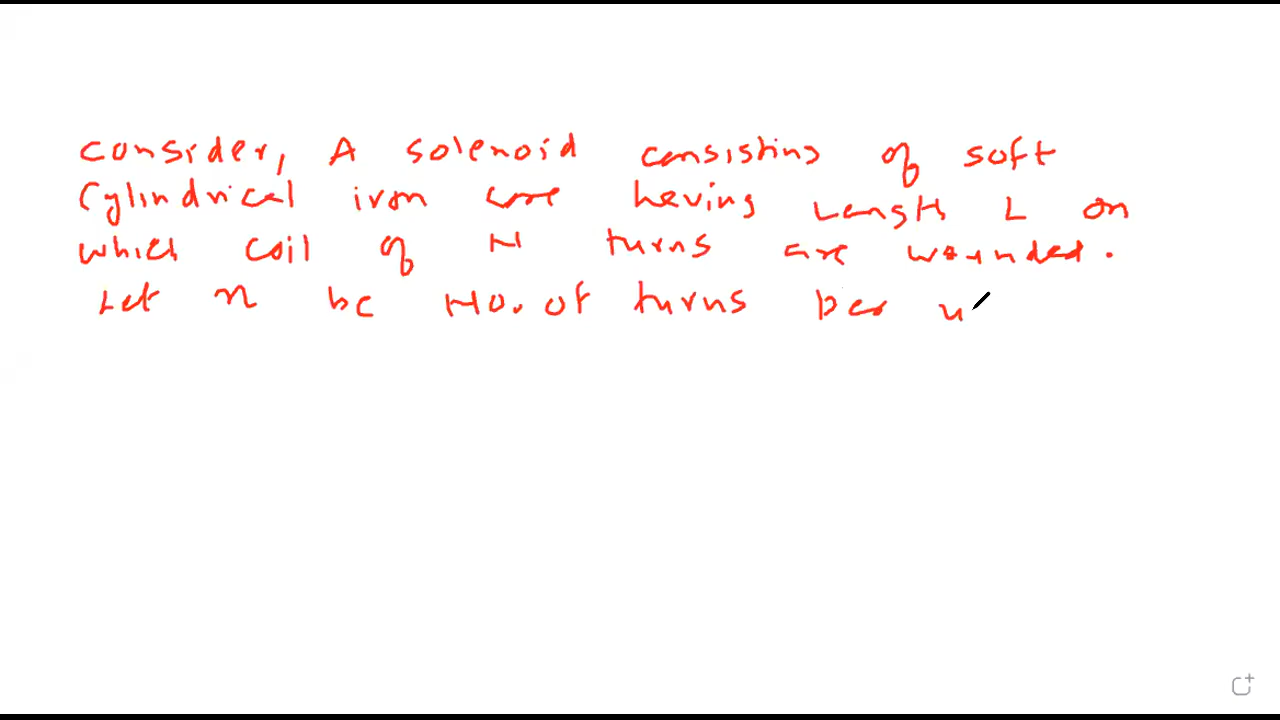 Consider, A solenoid consisting of soft
Cylindrical iron core having Length L on
which coil of N turns are wounded.
Let n be No. of turns per u